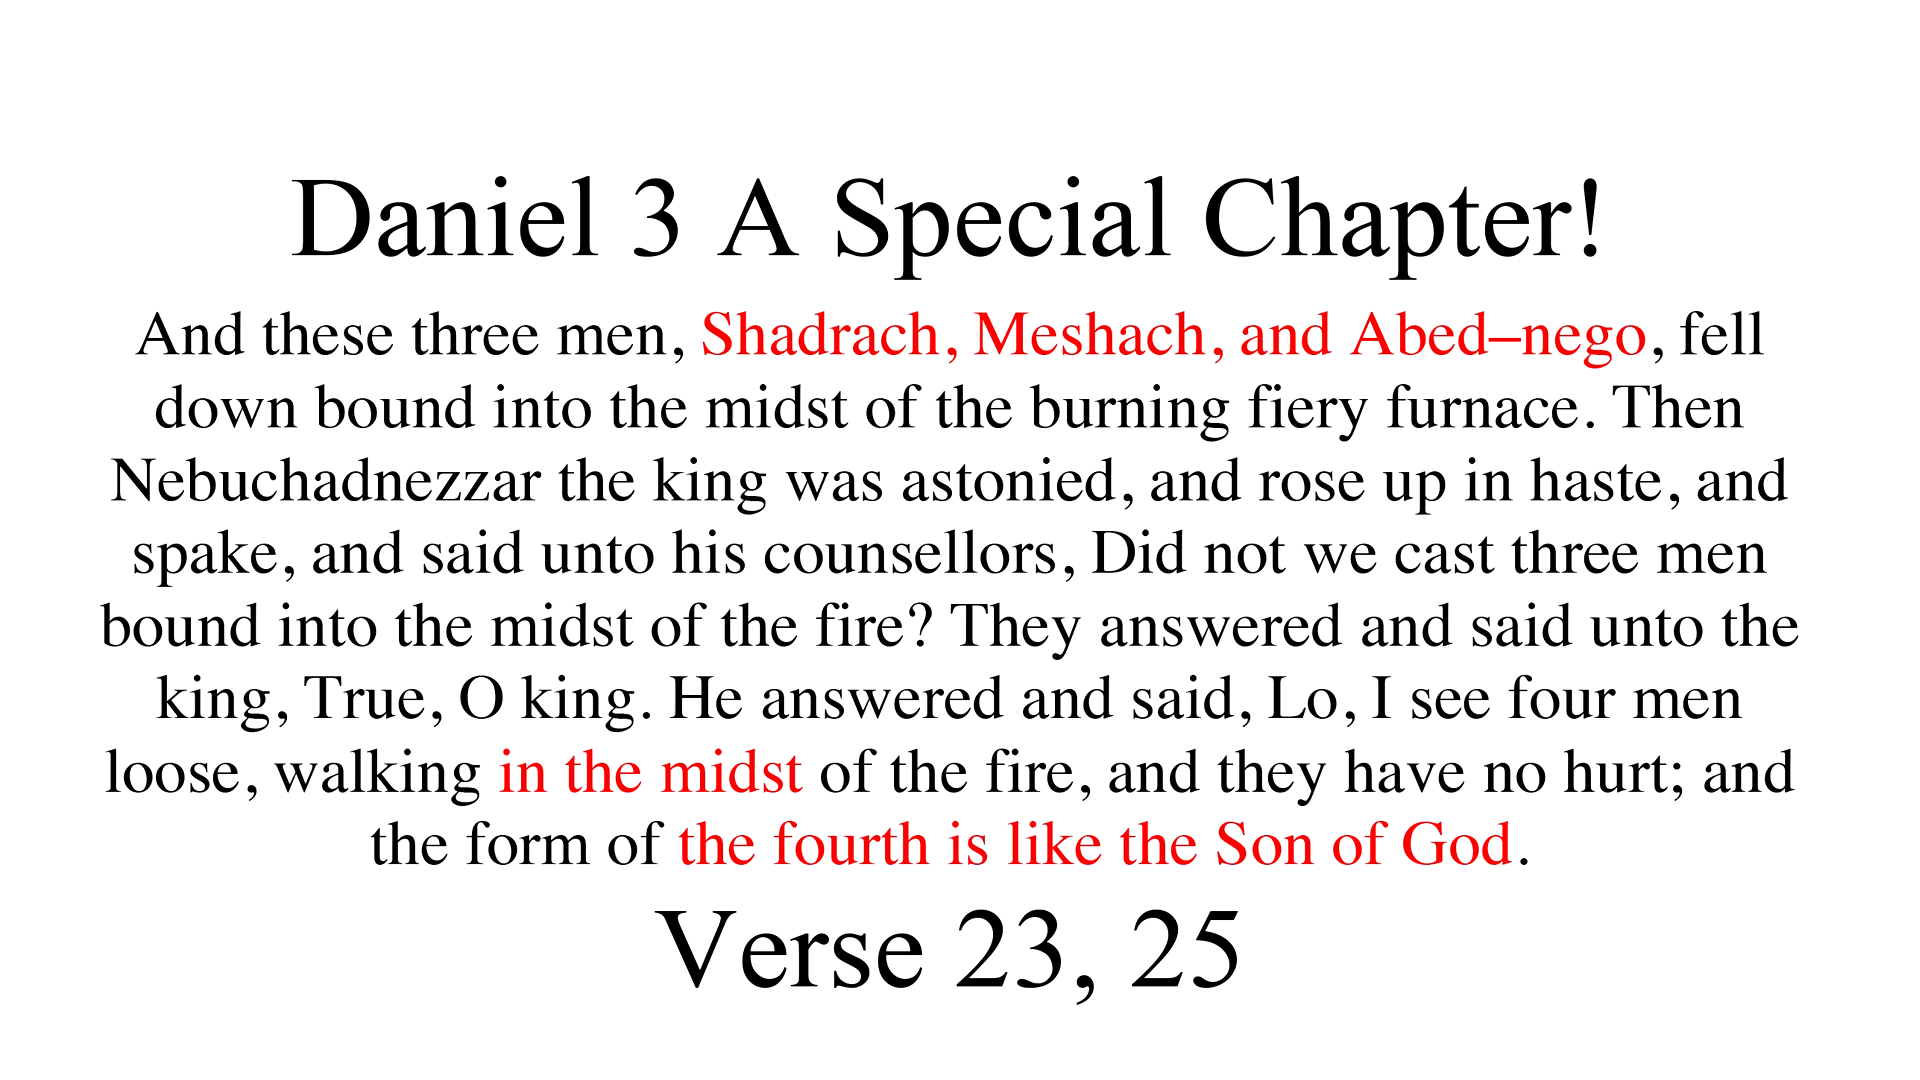 Daniel 3 A Special Chapter!
And these three men, Shadrach, Meshach, and Abed–nego, fell
down bound into the midst of the burning fiery furnace. Then
Nebuchadnezzar the king was astonied, and rose up in haste, and
spake, and said unto his counsellors, Did not we cast three men
bound into the midst of the fire? They answered and said unto the
king, True, O king. He answered and said, Lo, I see four men
loose, walking in the midst of the fire, and they have no hurt; and
the form of the fourth is like the Son of God.
Verse 23, 25